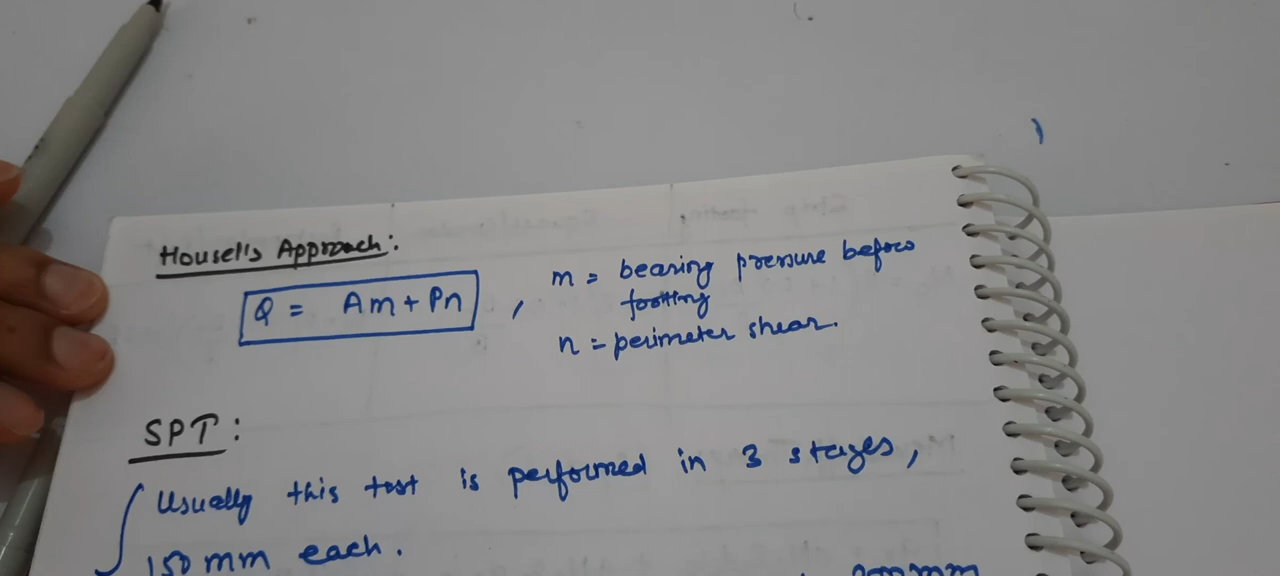 Housel's Approach:
Q = Am + Pn , m = bearing pressure before
footting
n = perimeter shear.
SPT:
Usually this test is performed in 3 stages,
150 mm each.